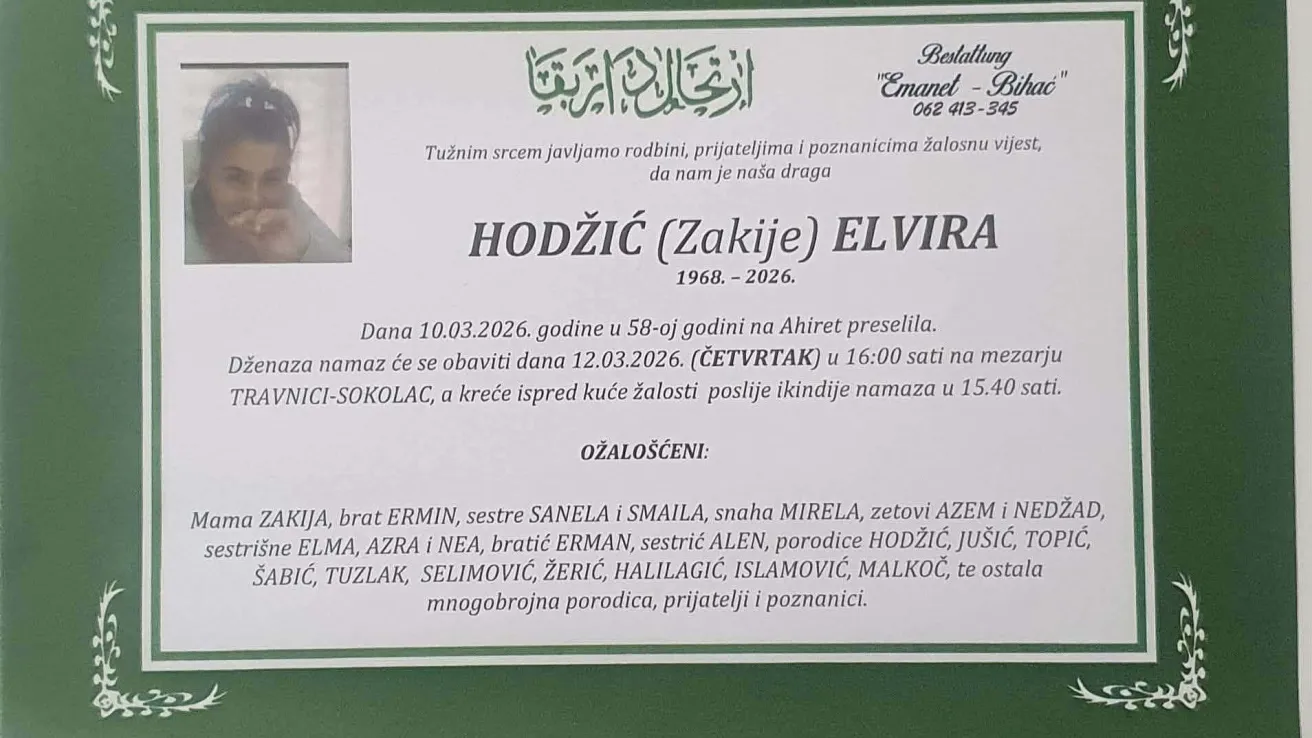 Bestattung
"Emanet - Bihać"
062 413-345
Tužnim srcem javljamo rodbini, prijateljima i poznanicima žalosnu vijest,
da nam je naša draga
HODŽIĆ (Zakije) ELVIRA
1968. – 2026.
Dana 10.03.2026. godine u 58-oj godini na Ahiret preselila.
Dženaza namaz će se obaviti dana 12.03.2026. (ČETVRTAK) u 16:00 sati na mezarju
TRAVNICI-SOKOLAC, a kreće ispred kuće žalosti poslije ikindije namaza u 15.40 sati.
OŽALOŠĆENI:
Mama ZAKIJA, brat ERMIN, sestre SANELA i SMAILA, snaha MIRELA, zetovi AZEM i NEDŽAD,
sestrišne ELMA, AZRA i NEA, bratić ERMAN, sestrić ALEN, porodice HODŽIĆ, JUŠIĆ, TOPIĆ,
ŠABIĆ, TUZLAK, SELIMOVIĆ, ŽERIĆ, HALILAGIĆ, ISLAMOVIĆ, MALKOČ, te ostala
mnogobrojna porodica, prijatelji i poznanici.